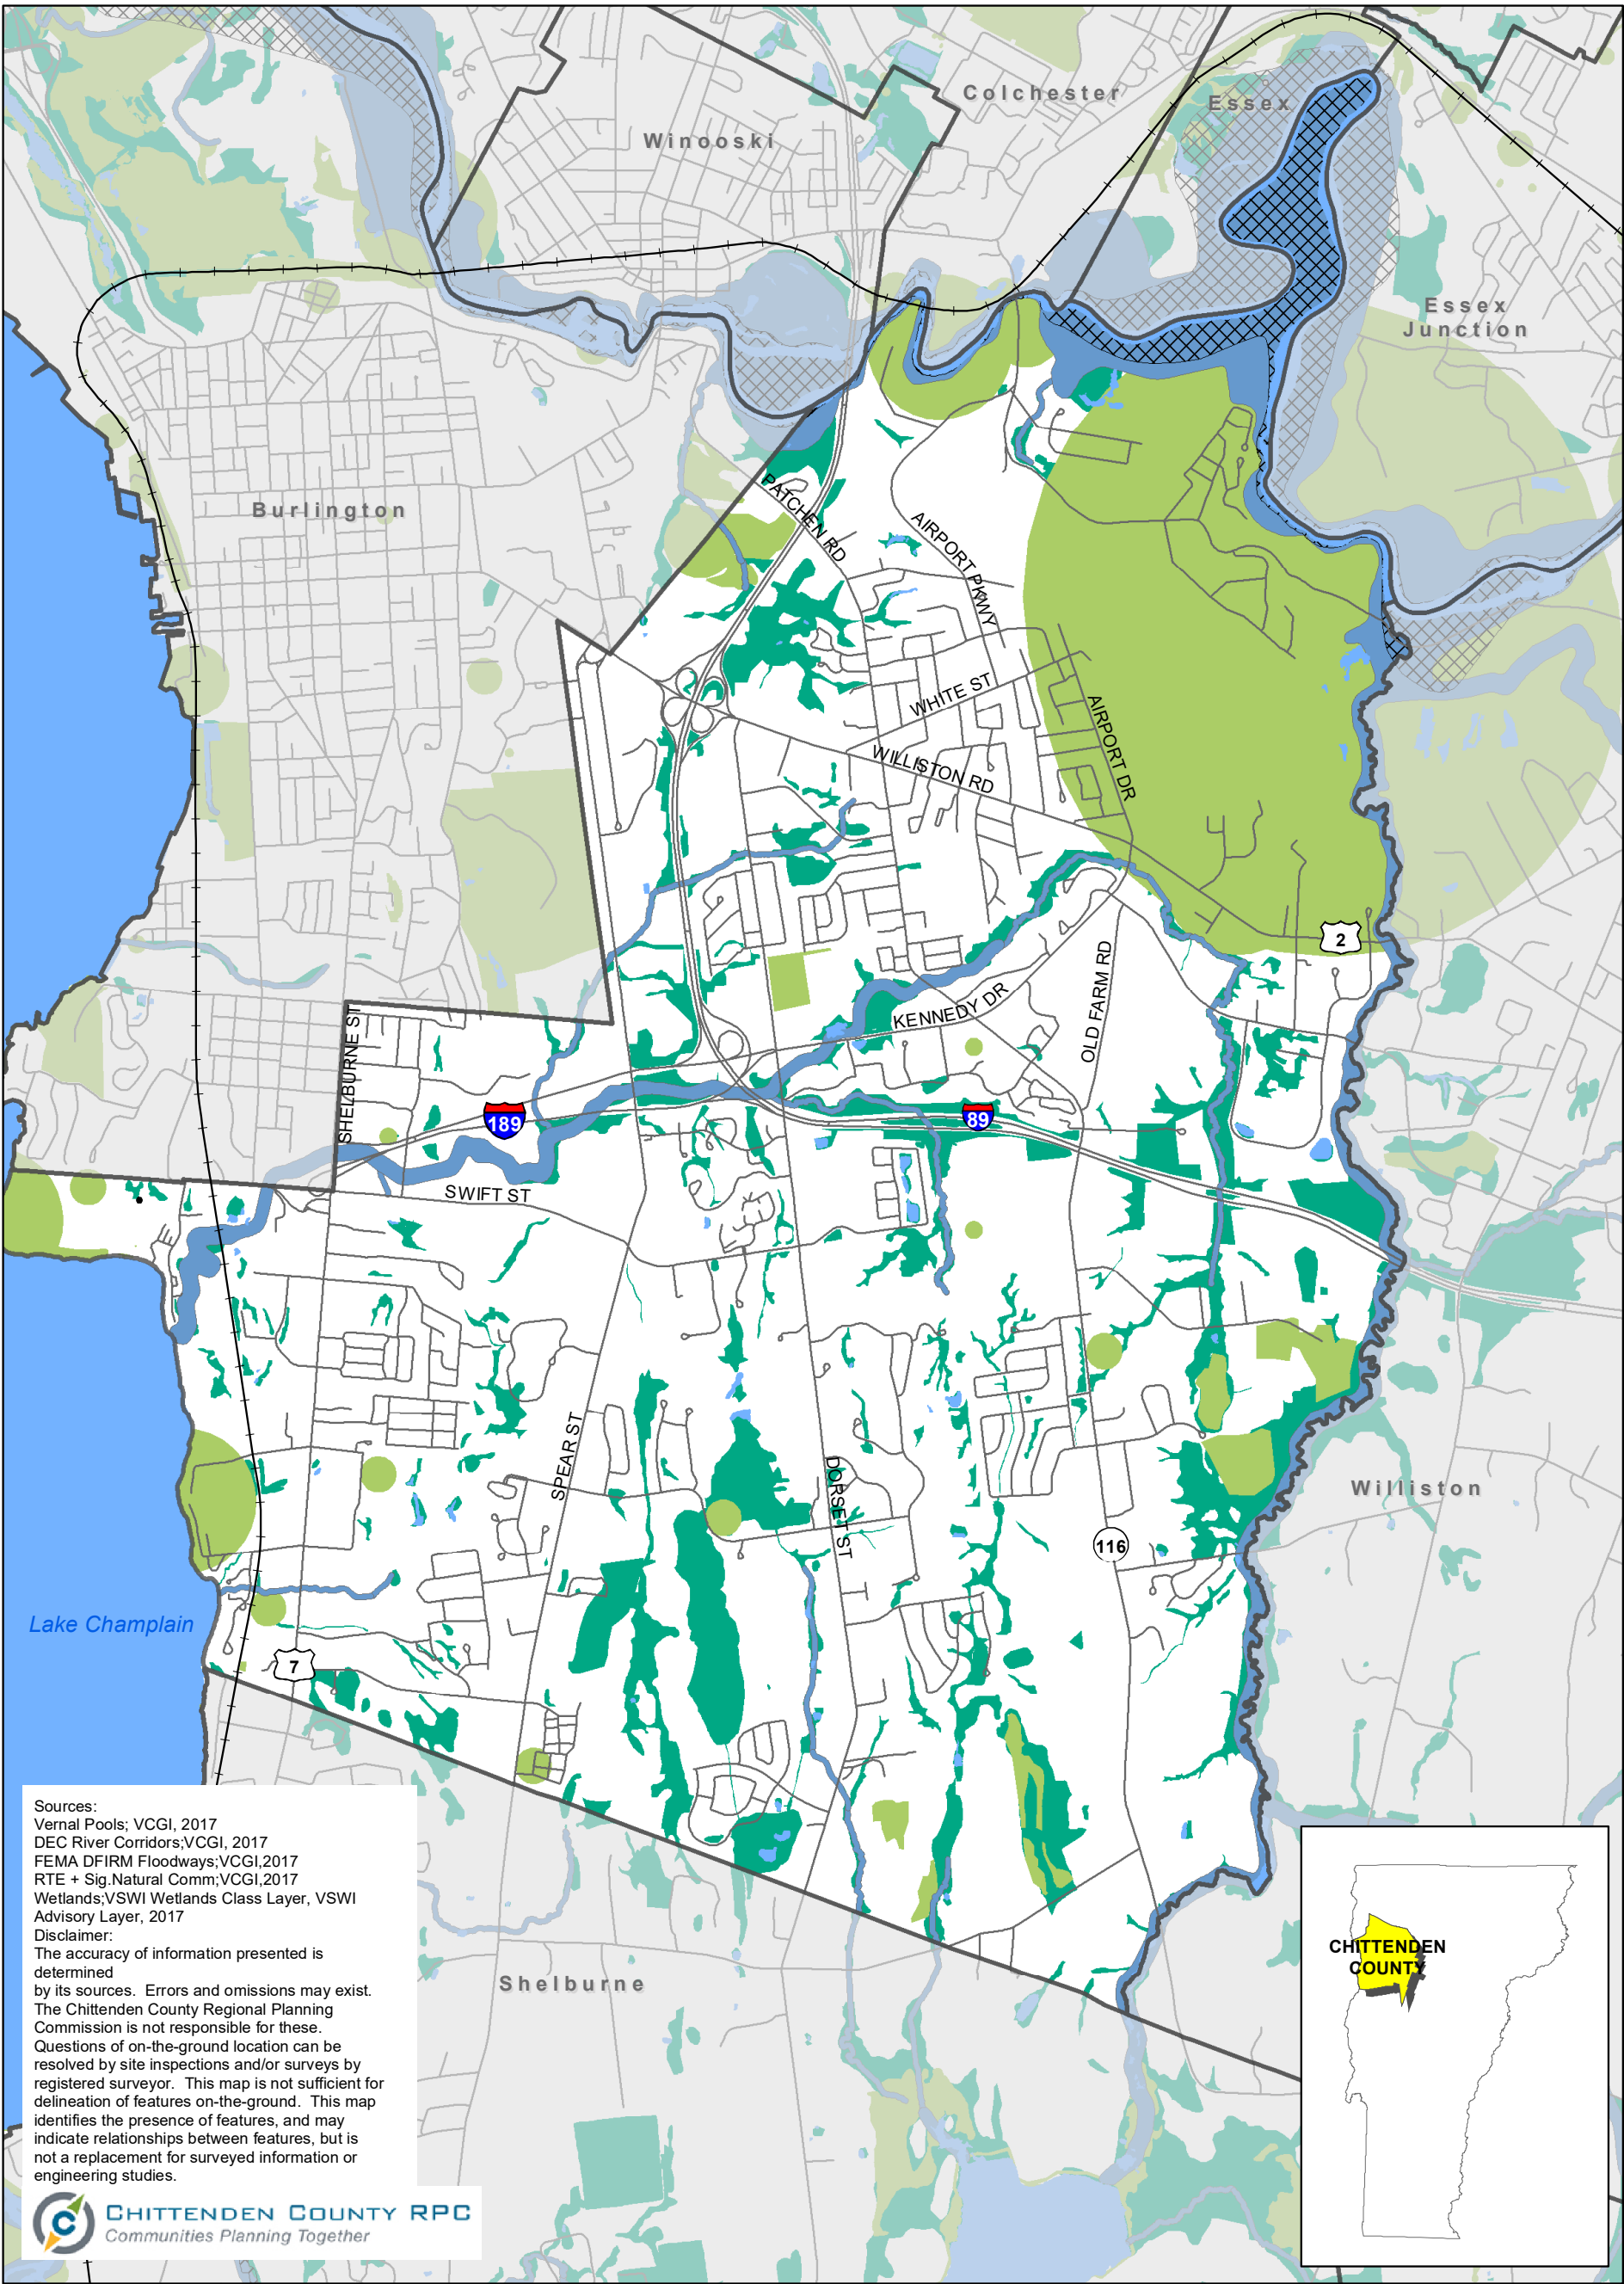 Colchester
Essex
Winooski
Essex
Junction
Burlington
PATCHEN RD
AIRPORT PKWY
WHITE ST
AIRPORT DR
WILLISTON RD
2
OLD FARM RD
KENNEDY DR
SHELBURNE ST
189
89
SWIFT ST
SPEAR ST
DORSET ST
Williston
116
Lake Champlain
7
Sources:
Vernal Pools; VCGI, 2017
DEC River Corridors;VCGI, 2017
FEMA DFIRM Floodways;VCGI,2017
RTE + Sig.Natural Comm;VCGI,2017
Wetlands;VSWI Wetlands Class Layer, VSWI
Advisory Layer, 2017
Disclaimer:
The accuracy of information presented is
determined
by its sources.  Errors and omissions may exist.
The Chittenden County Regional Planning
Commission is not responsible for these.
Questions of on-the-ground location can be
resolved by site inspections and/or surveys by
registered surveyor.  This map is not sufficient for
delineation of features on-the-ground.  This map
identifies the presence of features, and may
indicate relationships between features, but is
not a replacement for surveyed information or
engineering studies.
Shelburne
CHITTENDEN
COUNTY
C
CHITTENDEN COUNTY RPC
Communities Planning Together